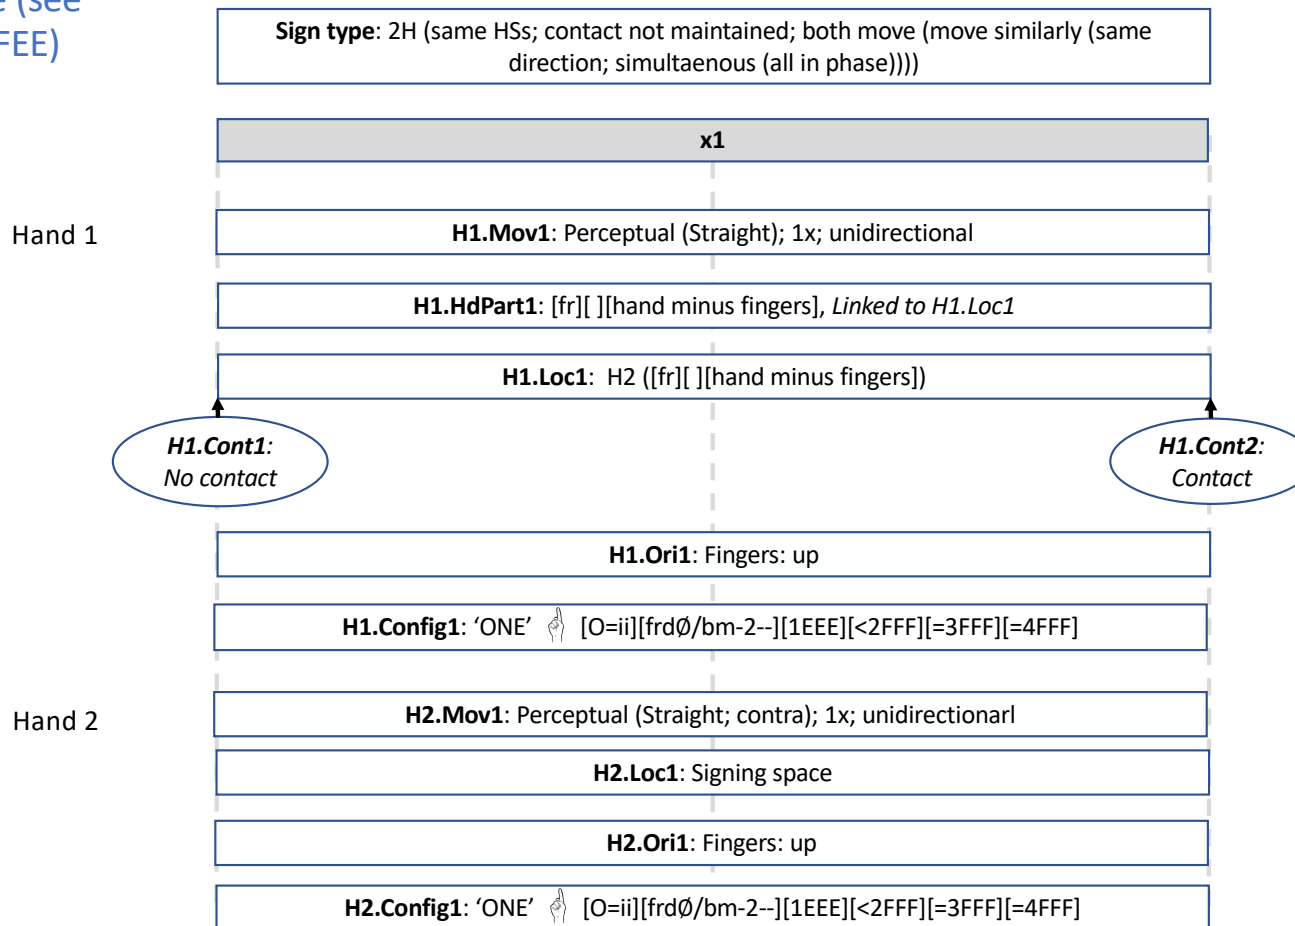 e (see
FEE)
Sign type: 2H (same HSs; contact not maintained; both move (move similarly (same
direction; simultaenous (all in phase))))
x1
Hand 1
H1.Mov1: Perceptual (Straight); 1x; unidirectional
H1.HdPart1: [fr][ ][hand minus fingers], Linked to H1.Loc1
H1.Loc1: H2 ([fr][ ][hand minus fingers])
H1.Cont1:
No contact
H1.Cont2:
Contact
H1.Ori1: Fingers: up
H1.Config1: ‘ONE’ [O=ii][frdØ/bm-2--][1EEE][<2FFF][=3FFF][=4FFF]
Hand 2
H2.Mov1: Perceptual (Straight; contra); 1x; unidirectionarl
H2.Loc1: Signing space
H2.Ori1: Fingers: up
H2.Config1: ‘ONE’ [O=ii][frdØ/bm-2--][1EEE][<2FFF][=3FFF][=4FFF]